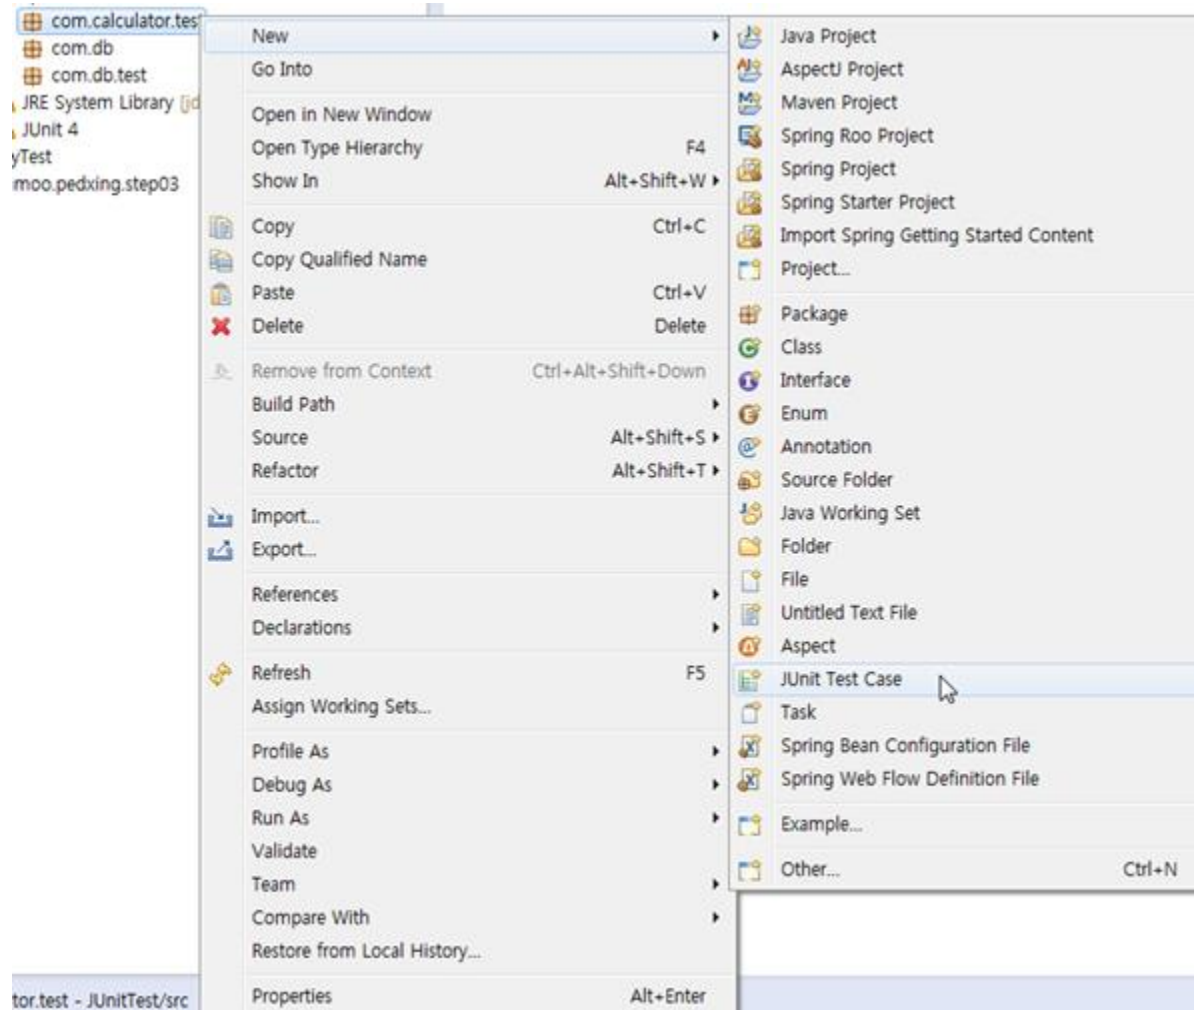 com.calculator.test
com.db
com.db.test
JRE System Library [jd
JUnit 4
yTest
moo.pedxing.step03
New
Go Into
Open in New Window
Open Type Hierarchy F4
Show In Alt+Shift+W
Copy Ctrl+C
Copy Qualified Name
Paste Ctrl+V
Delete Delete
Remove from Context Ctrl+Alt+Shift+Down
Build Path
Source Alt+Shift+S
Refactor Alt+Shift+T
Import...
Export...
References
Declarations
Refresh F5
Assign Working Sets...
Profile As
Debug As
Run As
Validate
Team
Compare With
Restore from Local History...
Properties Alt+Enter
Java Project
AspectJ Project
Maven Project
Spring Roo Project
Spring Project
Spring Starter Project
Import Spring Getting Started Content
Project...
Package
Class
Interface
Enum
Annotation
Source Folder
Java Working Set
Folder
File
Untitled Text File
Aspect
JUnit Test Case
Task
Spring Bean Configuration File
Spring Web Flow Definition File
Example...
Other... Ctrl+N
tor.test - JUnitTest/src